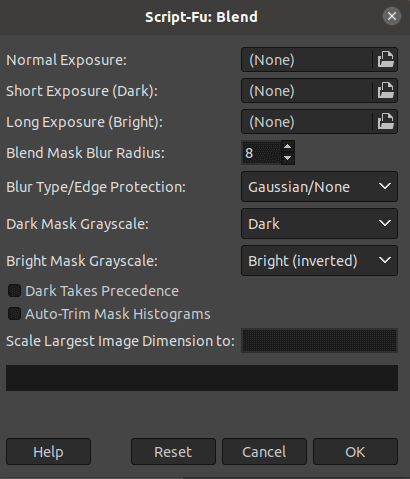 Script-Fu: Blend
Normal Exposure: (None)
Short Exposure (Dark): (None)
Long Exposure (Bright): (None)
Blend Mask Blur Radius: 8
Blur Type/Edge Protection: Gaussian/None
Dark Mask Grayscale: Dark
Bright Mask Grayscale: Bright (inverted)
Dark Takes Precedence
Auto-Trim Mask Histograms
Scale Largest Image Dimension to:
Help Reset Cancel OK